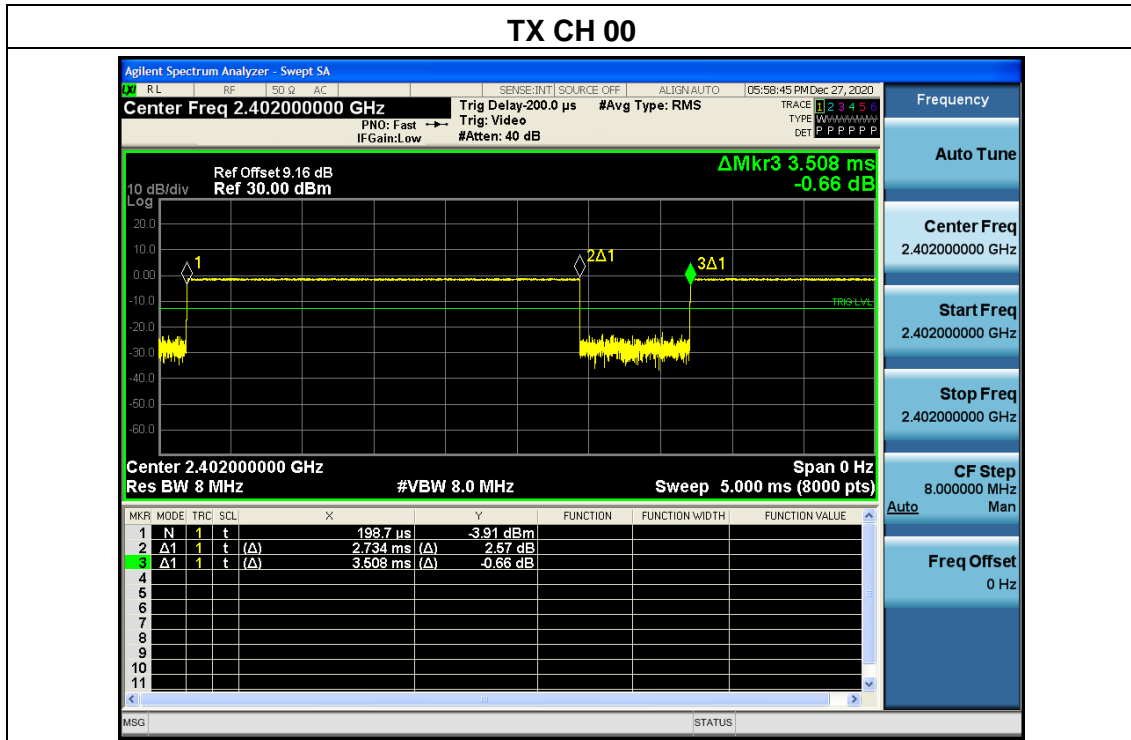 TX CH 00
Agilent Spectrum Analyzer - Swept SA
LXI RL RF 50 Ω AC SENSE:INT SOURCE OFF ALIGN AUTO 05:58:45 PM Dec 27, 2020
Center Freq 2.402000000 GHz
PNO: Fast
IFGain:Low
Trig Delay-200.0 µs #Avg Type: RMS
Trig: Video
#Atten: 40 dB
TRACE 1 2 3 4 5 6
TYPE WWWWWW
DET P P P P P P
ΔMkr3 3.508 ms
-0.66 dB
Ref Offset 9.16 dB
10 dB/div Ref 30.00 dBm
Log
20.0
10.0
0.00
-10.0
-20.0
-30.0
-40.0
-50.0
-60.0
1
2Δ1
3Δ1
TRIG LVL
Center 2.402000000 GHz Span 0 Hz
Res BW 8 MHz #VBW 8.0 MHz Sweep 5.000 ms (8000 pts)
MKR MODE TRC SCL X Y FUNCTION FUNCTION WIDTH FUNCTION VALUE
1 N 1 t 198.7 µs -3.91 dBm
2 Δ1 1 t (Δ) 2.734 ms (Δ) 2.57 dB
3 Δ1 1 t (Δ) 3.508 ms (Δ) -0.66 dB
4
5
6
7
8
9
10
11
MSG STATUS
Frequency
Auto Tune
Center Freq
2.402000000 GHz
Start Freq
2.402000000 GHz
Stop Freq
2.402000000 GHz
CF Step
8.000000 MHz
Auto Man
Freq Offset
0 Hz